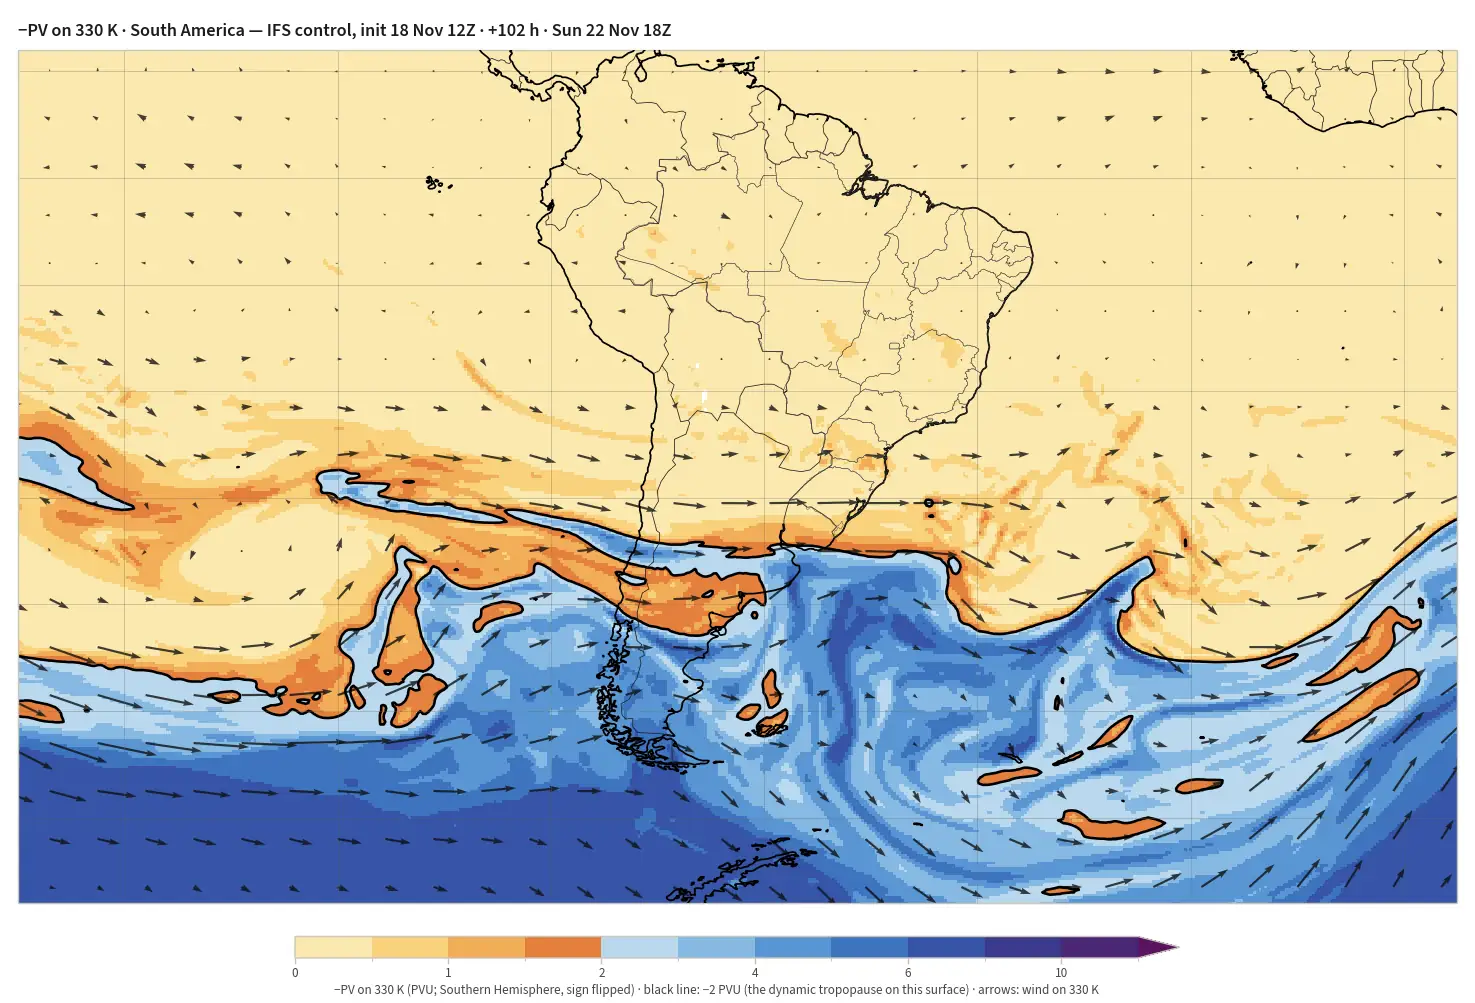 −PV on 330 K · South America — IFS control, init 18 Nov 12Z · +102 h · Sun 22 Nov 18Z
0 1 2 4 6 10
−PV on 330 K (PVU; Southern Hemisphere, sign flipped) · black line: −2 PVU (the dynamic tropopause on this surface) · arrows: wind on 330 K